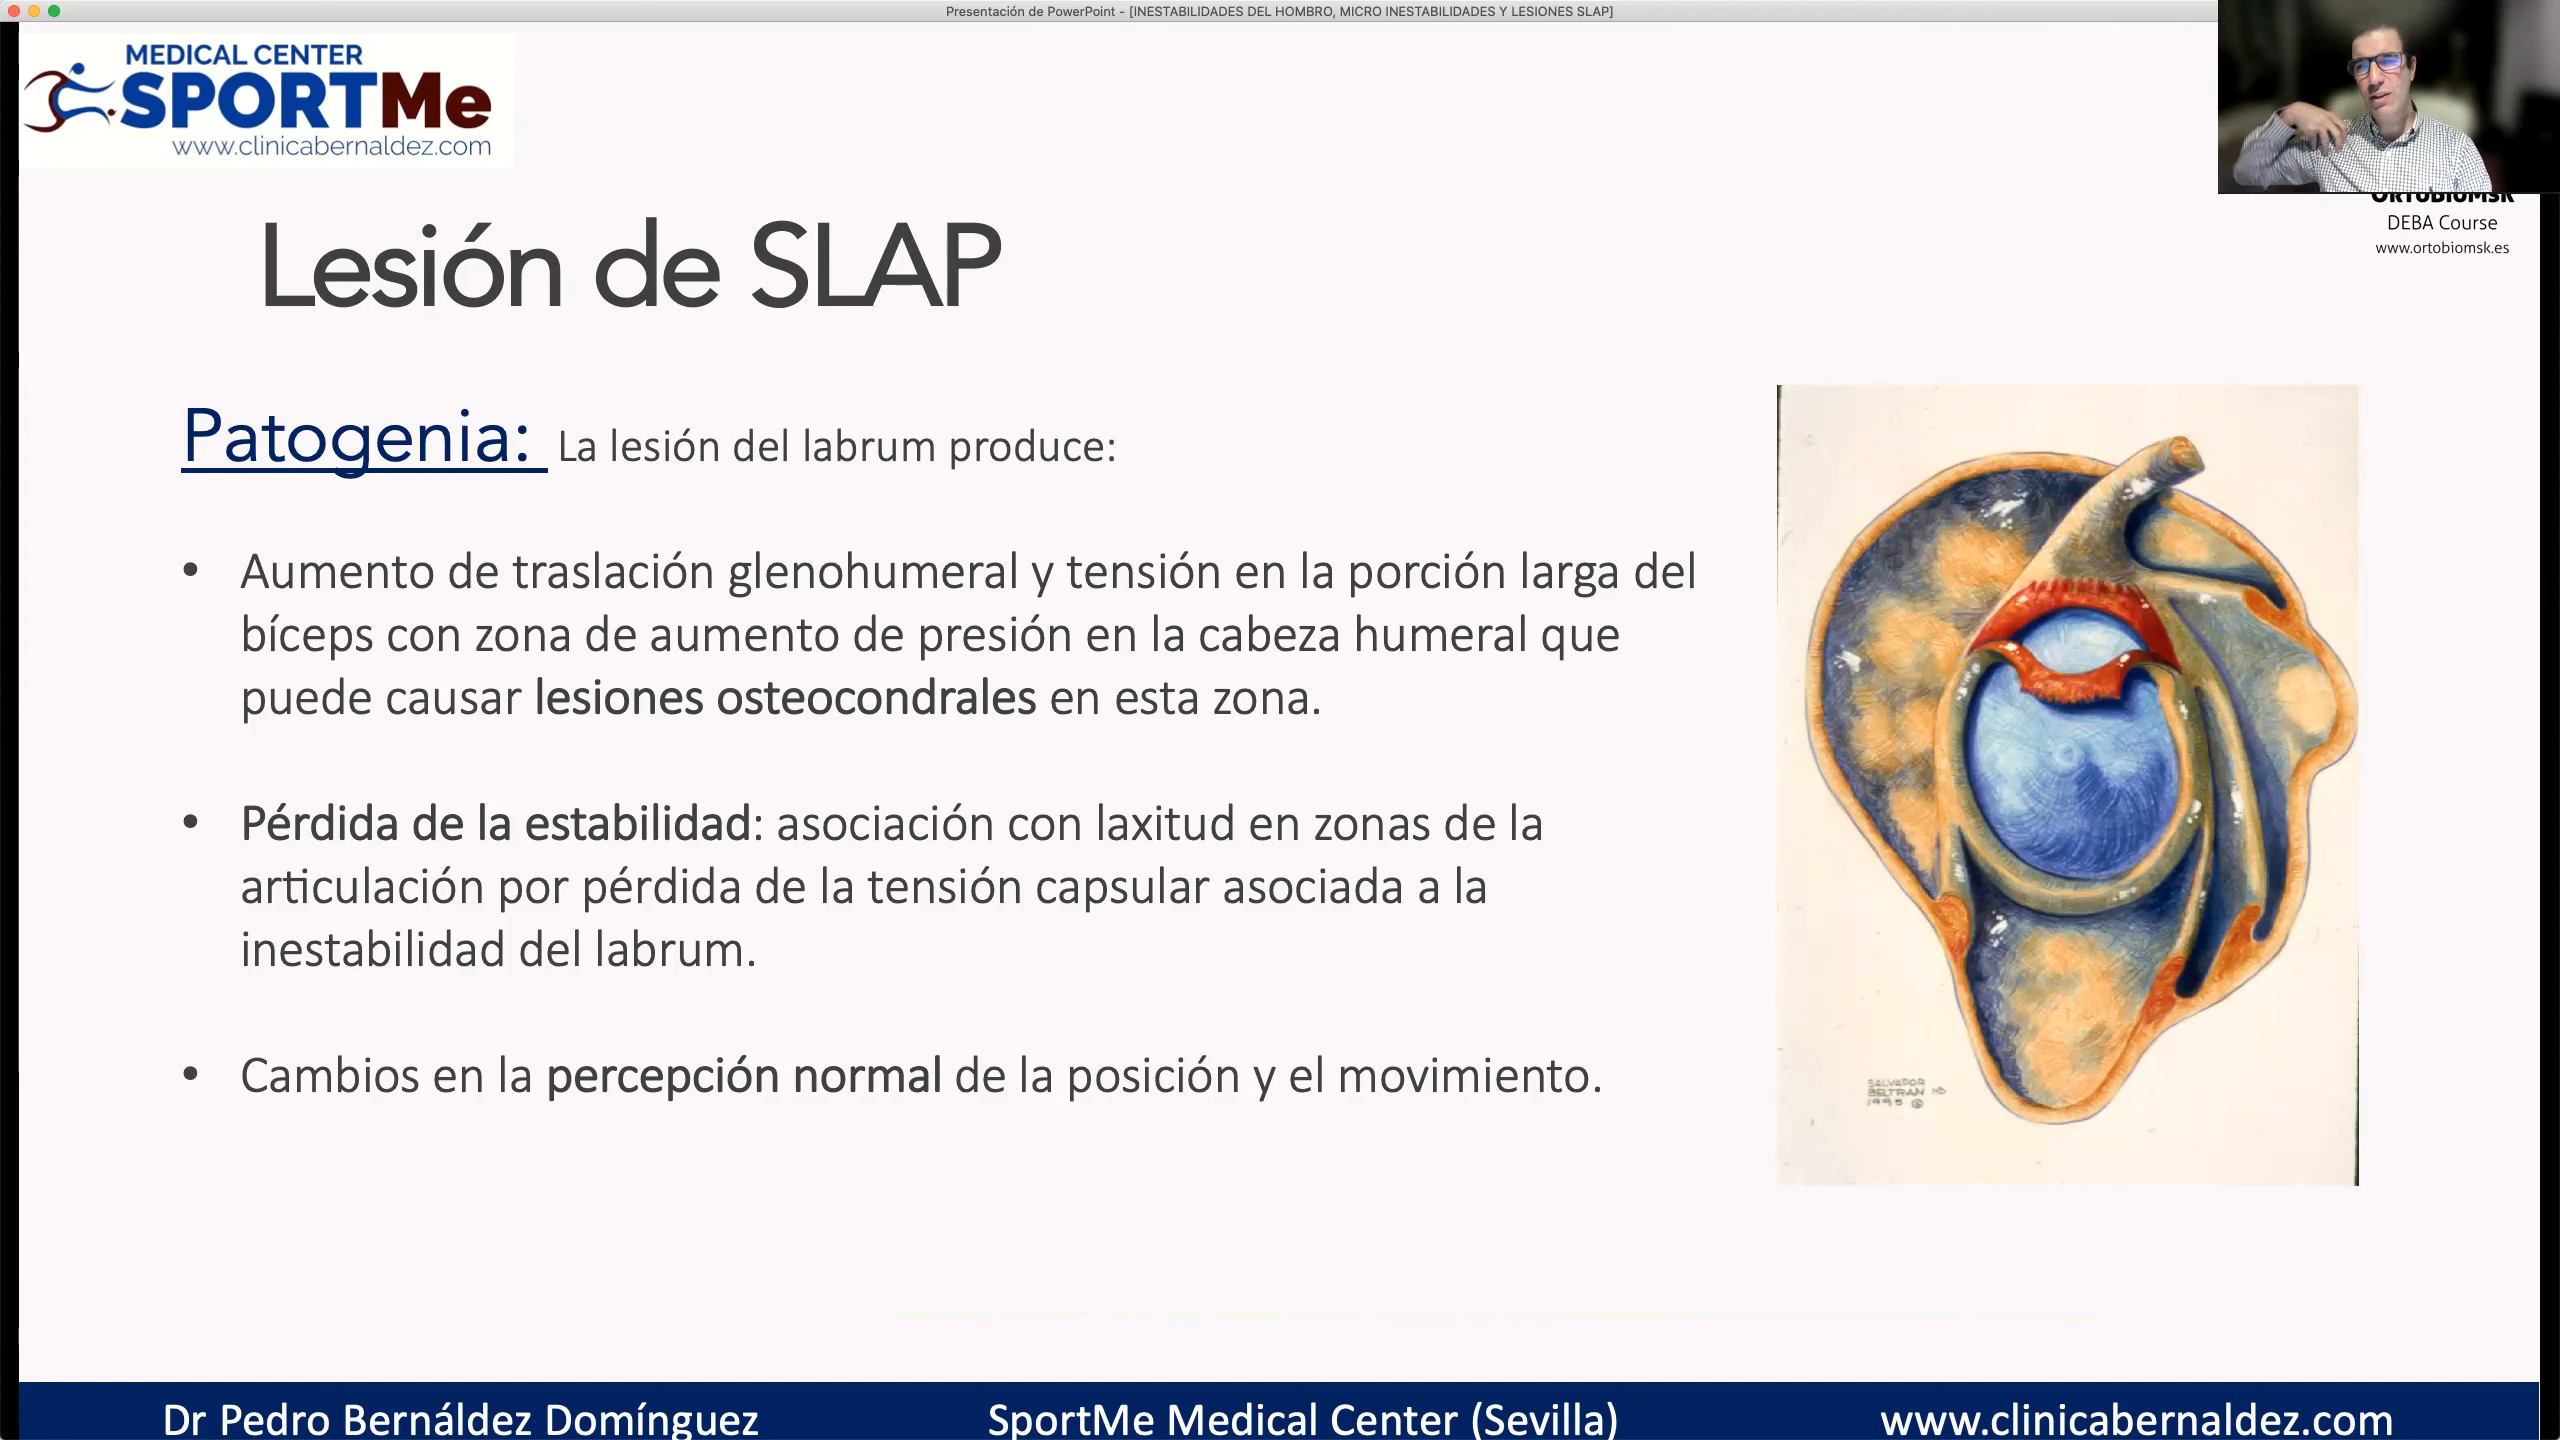 Presentación de PowerPoint - [INESTABILIDADES DEL HOMBRO, MICRO INESTABILIDADES Y LESIONES SLAP]
MEDICAL CENTER
SPORTMe
www.clinicabernaldez.com
ORTOBIOMSK
DEBA Course
www.ortobiomsk.es
Lesión de SLAP
Patogenia: La lesión del labrum produce:
• Aumento de traslación glenohumeral y tensión en la porción larga del
bíceps con zona de aumento de presión en la cabeza humeral que
puede causar lesiones osteocondrales en esta zona.
• Pérdida de la estabilidad: asociación con laxitud en zonas de la
articulación por pérdida de la tensión capsular asociada a la
inestabilidad del labrum.
• Cambios en la percepción normal de la posición y el movimiento.
SALVADOR
BELTRAN MD
1995 ©
Dr Pedro Bernáldez Domínguez
SportMe Medical Center (Sevilla)
www.clinicabernaldez.com